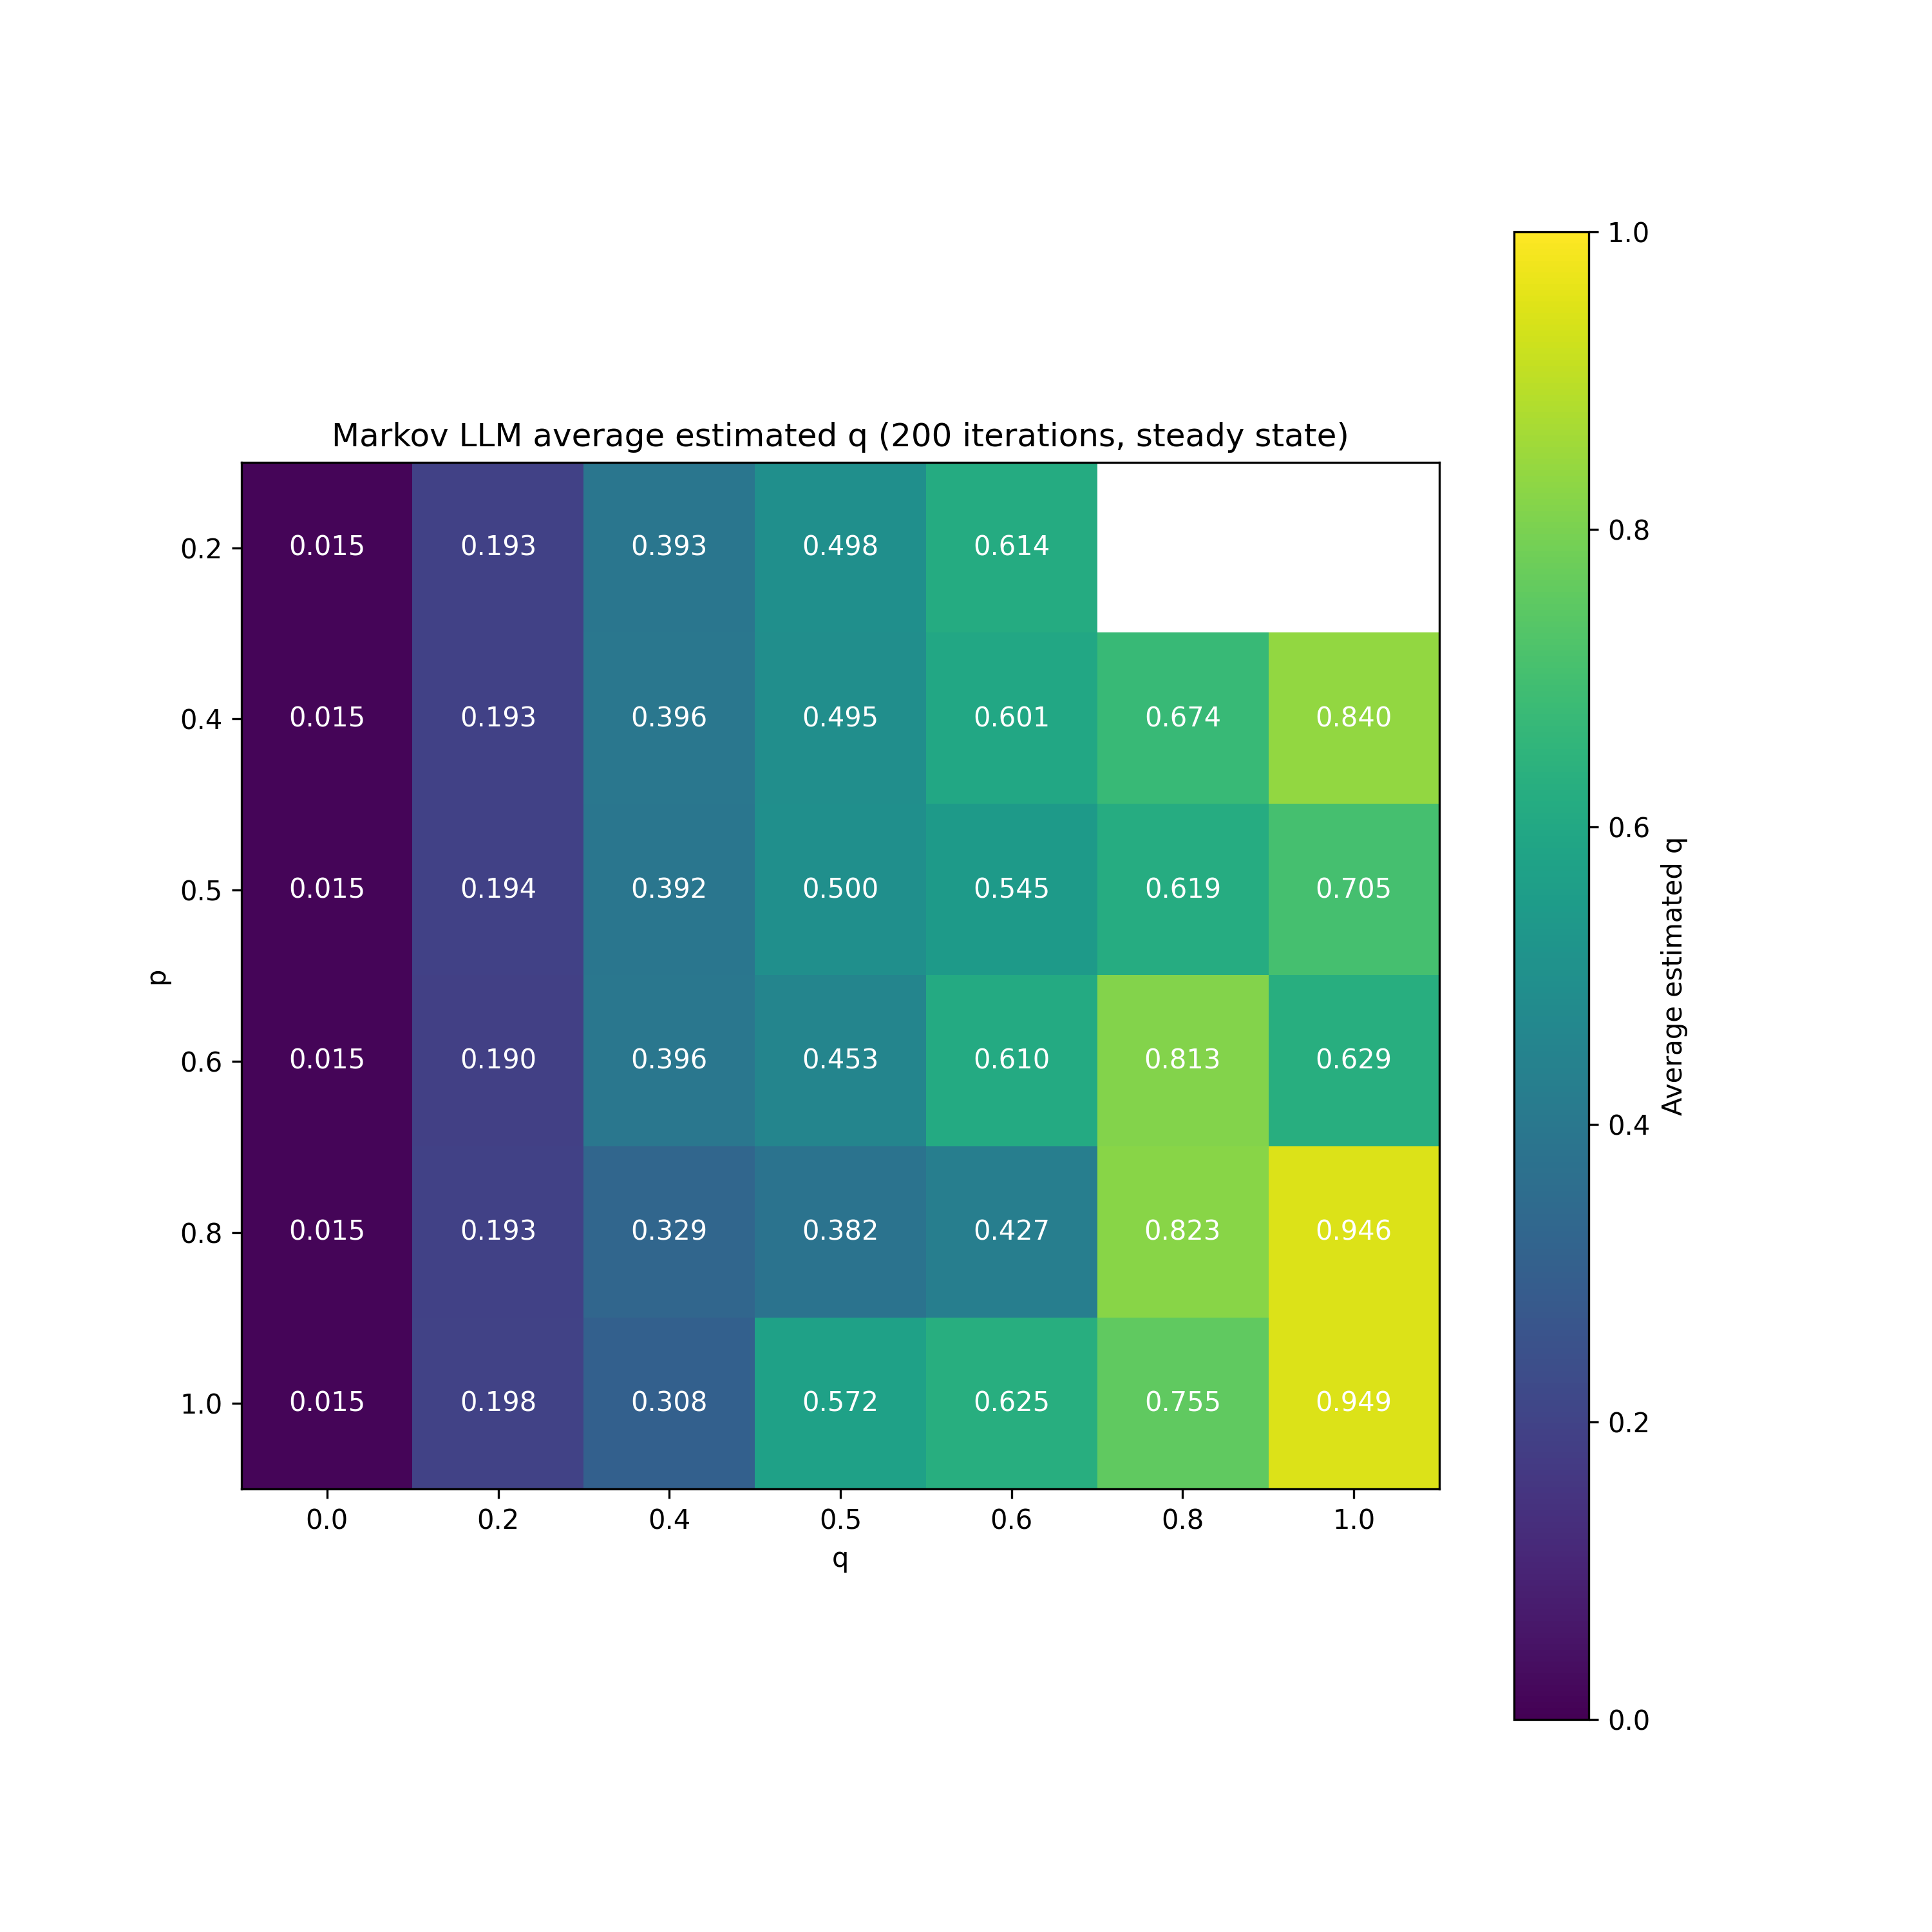 Markov LLM average estimated q (200 iterations, steady state)
0.2 0.015 0.193 0.393 0.498 0.614
0.4 0.015 0.193 0.396 0.495 0.601 0.674 0.840
0.5 0.015 0.194 0.392 0.500 0.545 0.619 0.705
0.6 0.015 0.190 0.396 0.453 0.610 0.813 0.629
0.8 0.015 0.193 0.329 0.382 0.427 0.823 0.946
1.0 0.015 0.198 0.308 0.572 0.625 0.755 0.949
0.0 0.2 0.4 0.5 0.6 0.8 1.0
q
p
1.0
0.8
0.6
0.4
0.2
0.0
Average estimated q